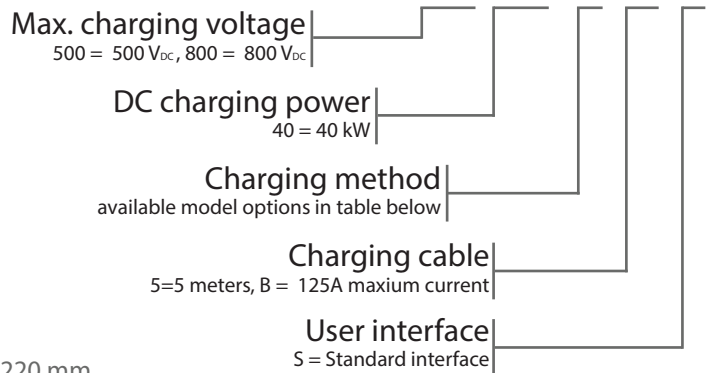 Max. charging voltage
500 = 500 VDC, 800 = 800 VDC
DC charging power
40 = 40 kW
Charging method
available model options in table below
Charging cable
5=5 meters, B = 125A maxium current
User interface
S = Standard interface
220 mm